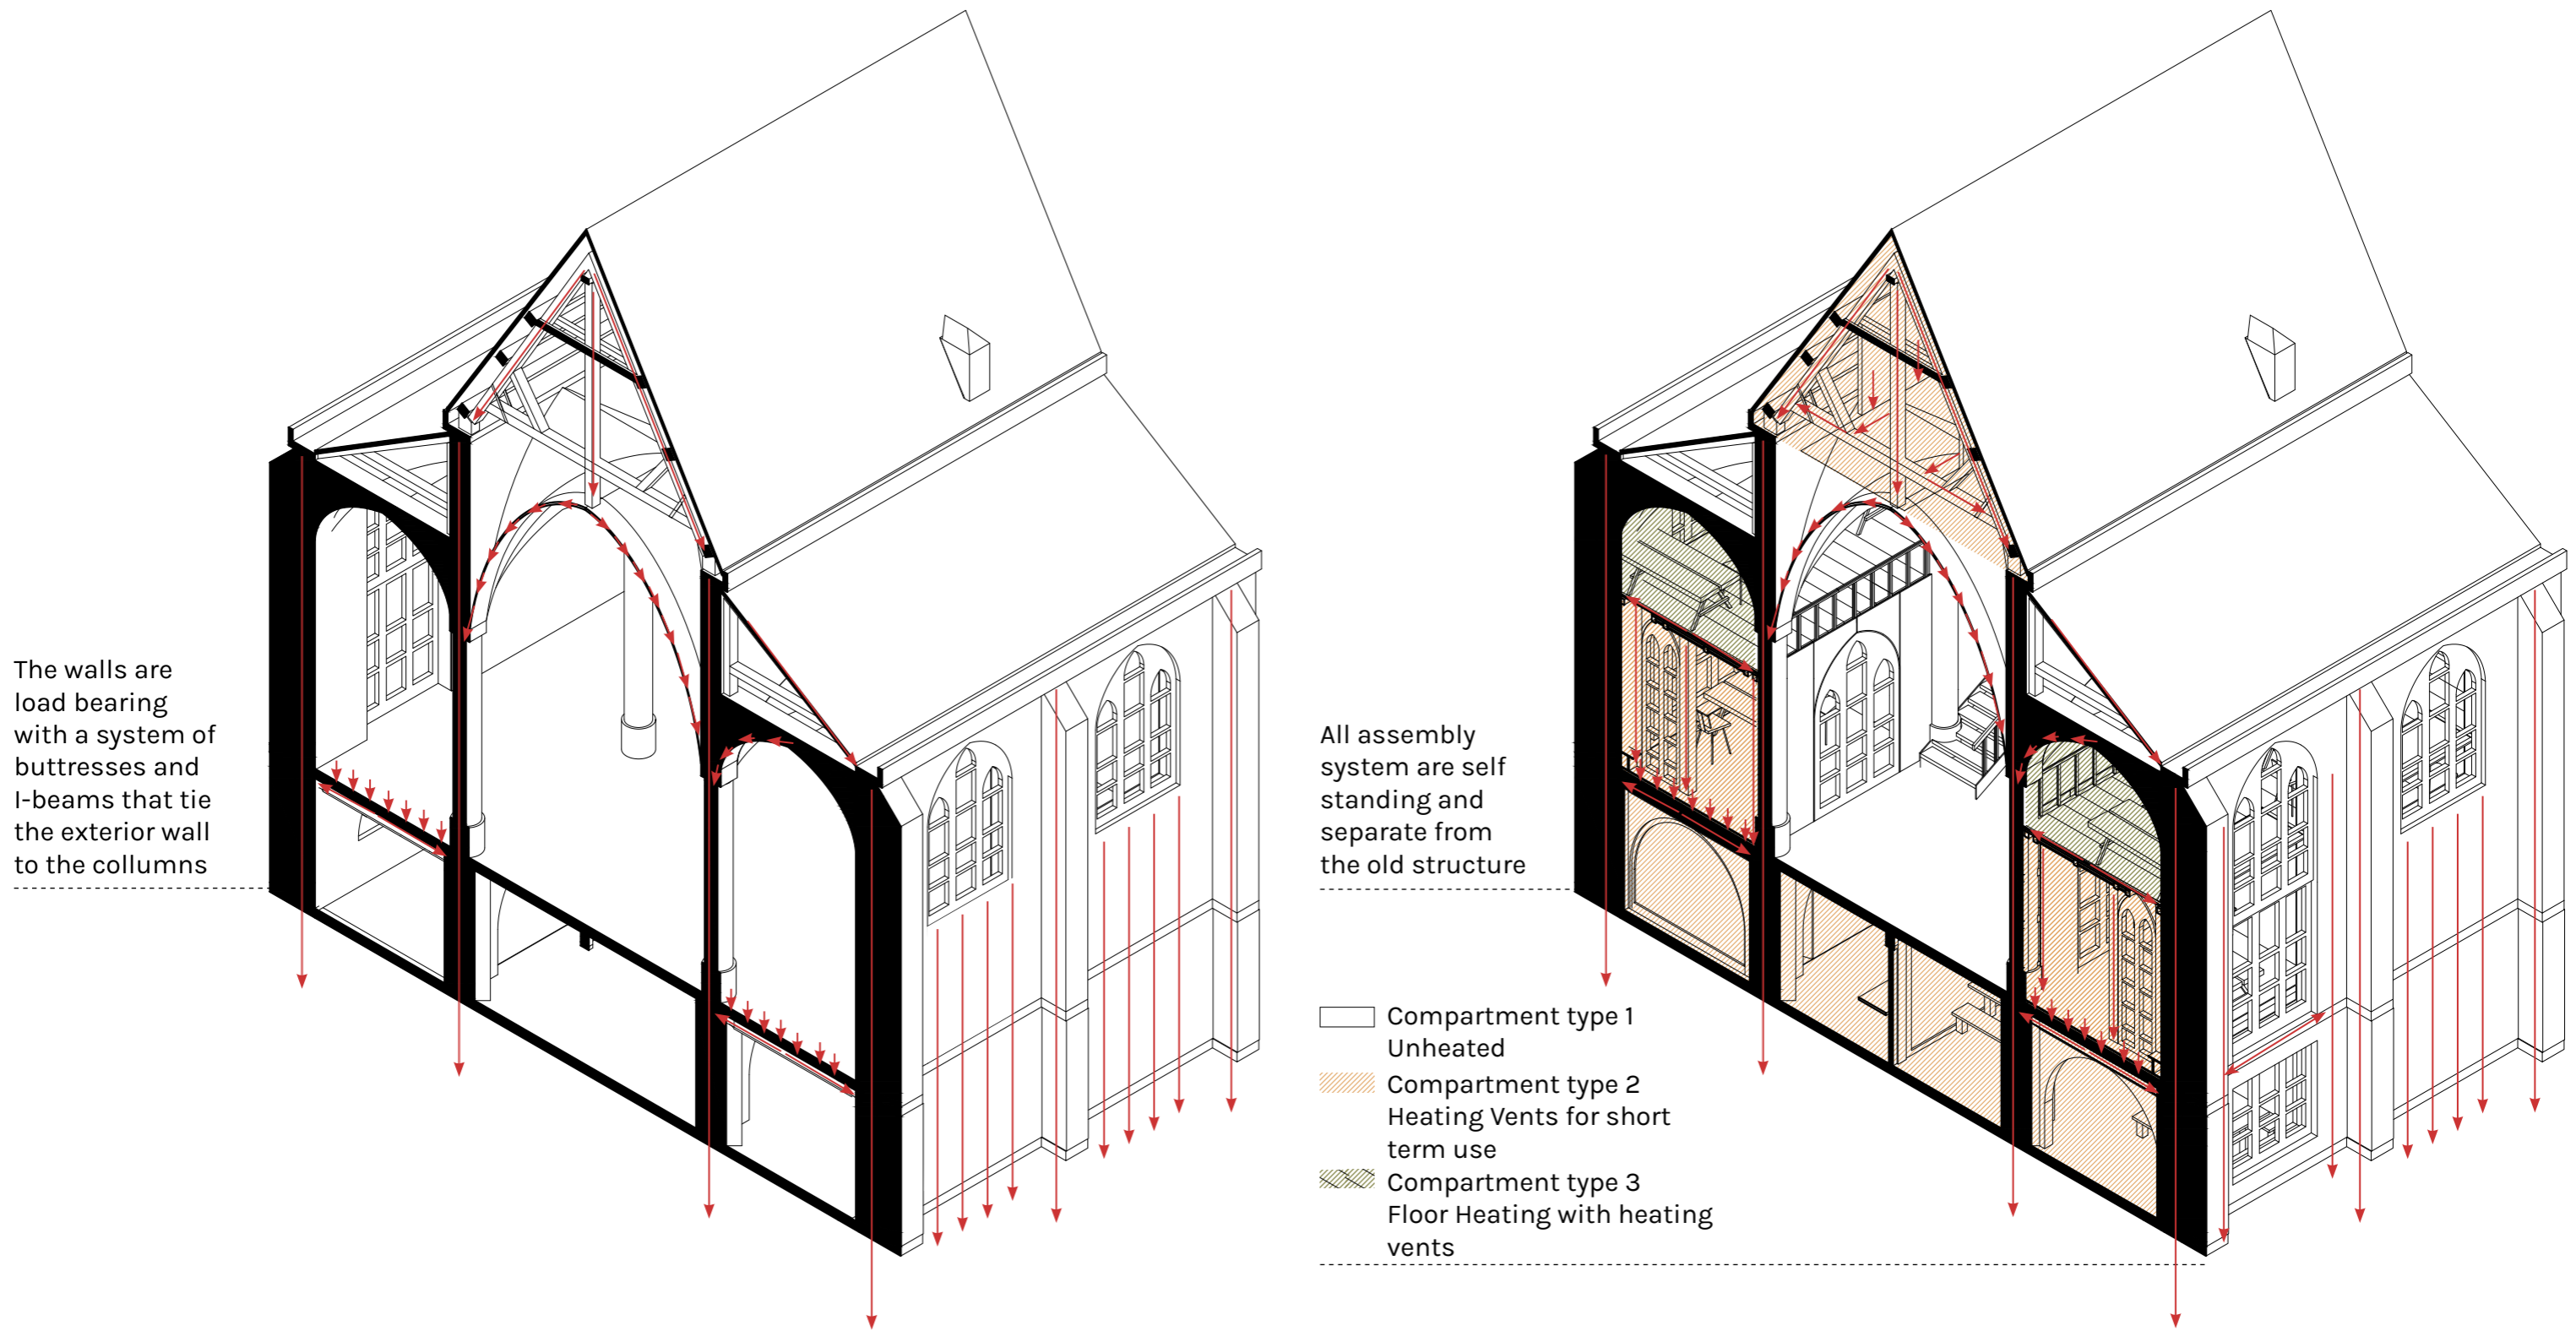 The walls are
load bearing
with a system of
buttresses and
I-beams that tie
the exterior wall
to the collumns
All assembly
system are self
standing and
separate from
the old structure
Compartment type 1
Unheated
Compartment type 2
Heating Vents for short
term use
Compartment type 3
Floor Heating with heating
vents